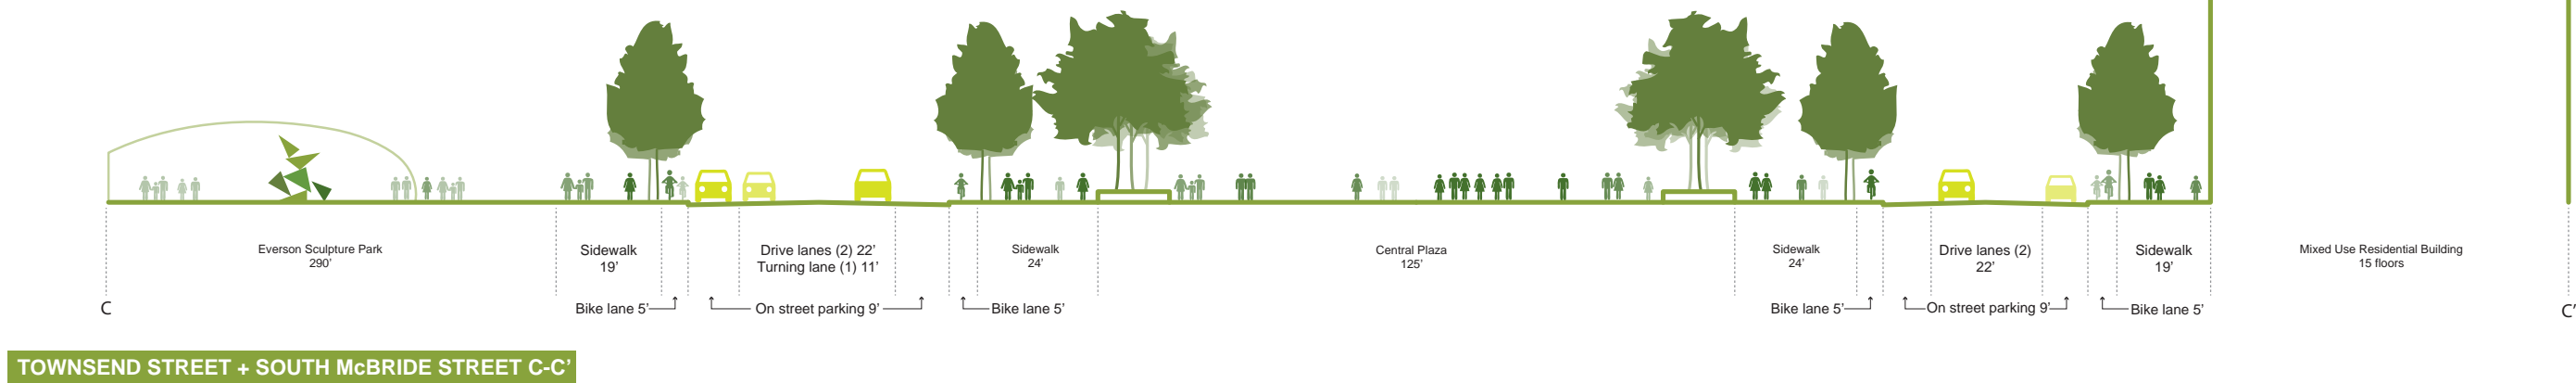 Everson Sculpture Park
290’
Sidewalk
19’
Drive lanes (2) 22’
Turning lane (1) 11’
Sidewalk
24’
Central Plaza
125’
Sidewalk
24’
Drive lanes (2)
22’
Sidewalk
19’
Mixed Use Residential Building
15 floors
C
Bike lane 5’
On street parking 9’
Bike lane 5’
Bike lane 5’
On street parking 9’
Bike lane 5’
C’
TOWNSEND STREET + SOUTH McBRIDE STREET C-C’